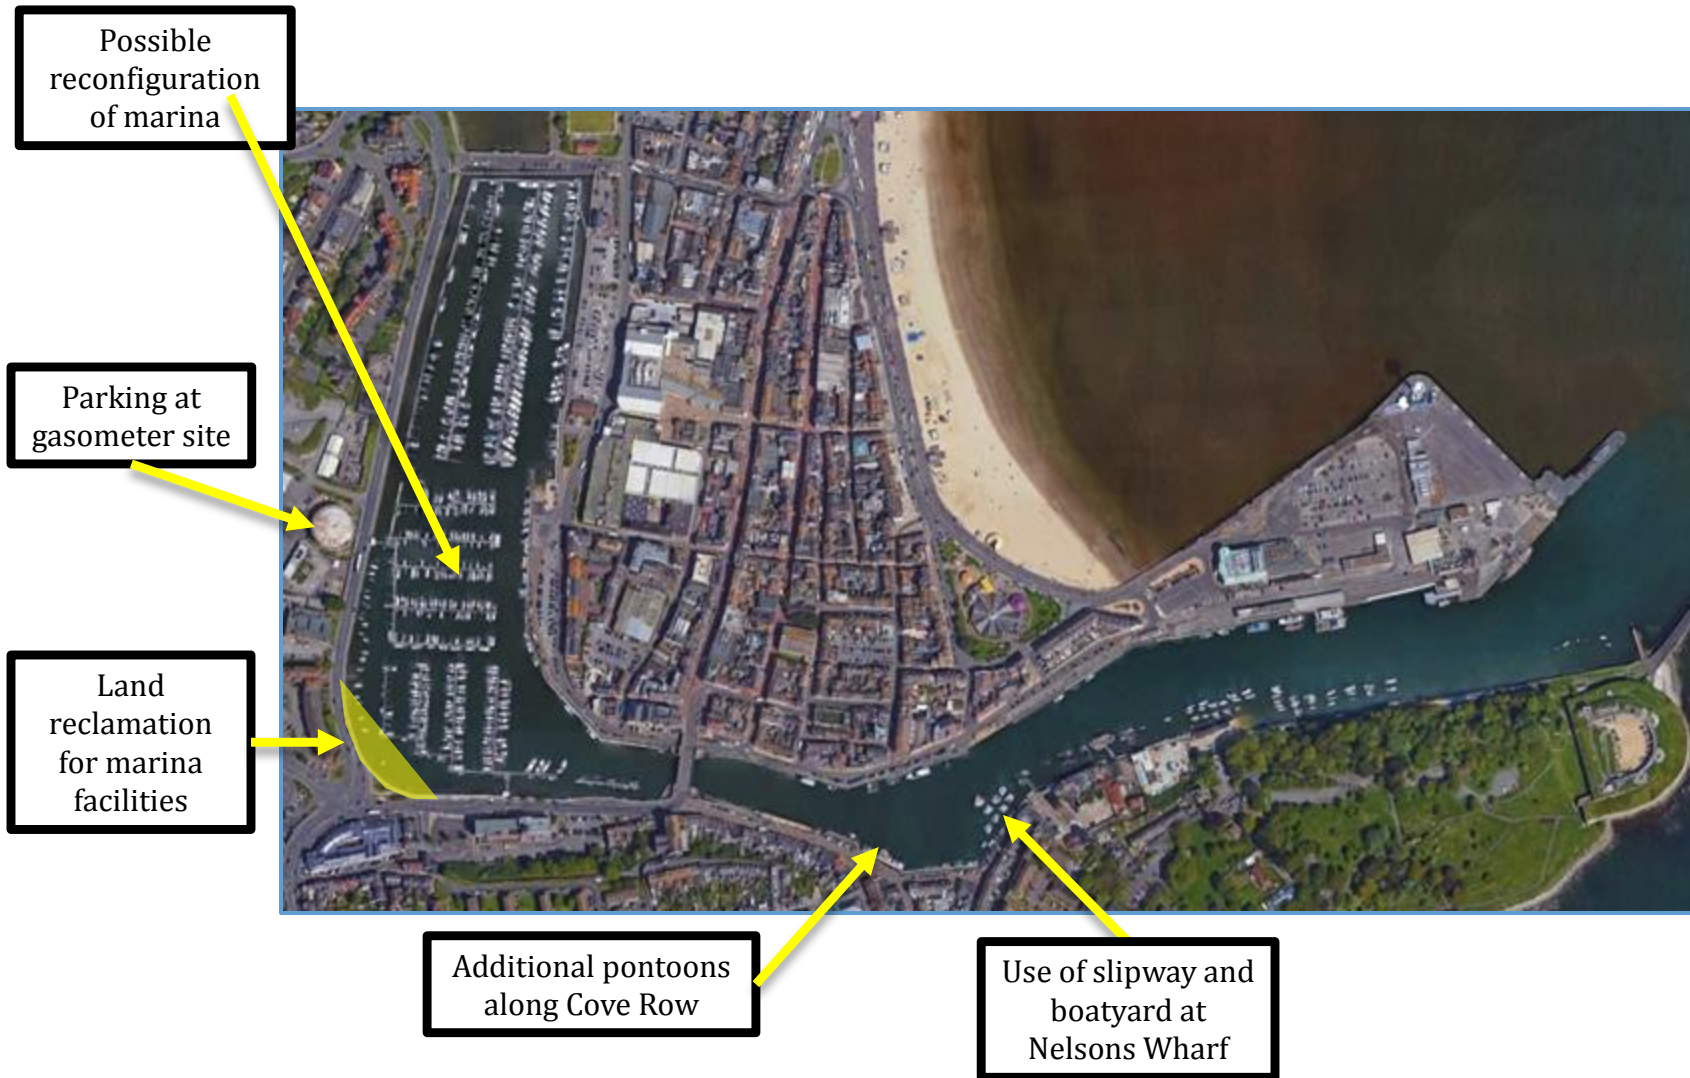 Possible
reconfiguration
of marina
Parking at
gasometer site
Land
reclamation
for marina
facilities
Additional pontoons
along Cove Row
Use of slipway and
boatyard at
Nelsons Wharf